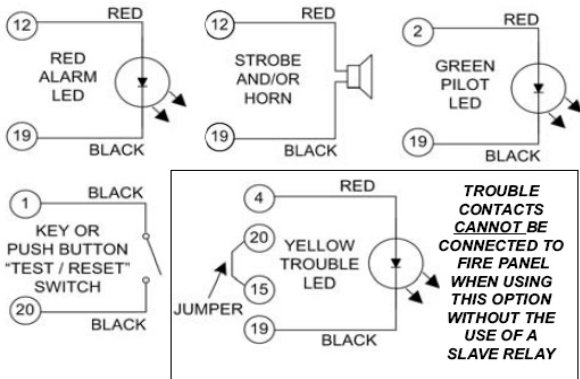 12
RED
RED
ALARM
LED
19
BLACK
12
RED
STROBE
AND/OR
HORN
19
BLACK
2
RED
GREEN
PILOT
LED
19
BLACK
1
BLACK
KEY OR
PUSH BUTTON
"TEST / RESET"
SWITCH
20
BLACK
4
RED
20
YELLOW
TROUBLE
LED
15
JUMPER
19
BLACK
TROUBLE
CONTACTS
CANNOT BE
CONNECTED TO
FIRE PANEL
WHEN USING
THIS OPTION
WITHOUT THE
USE OF A
SLAVE RELAY